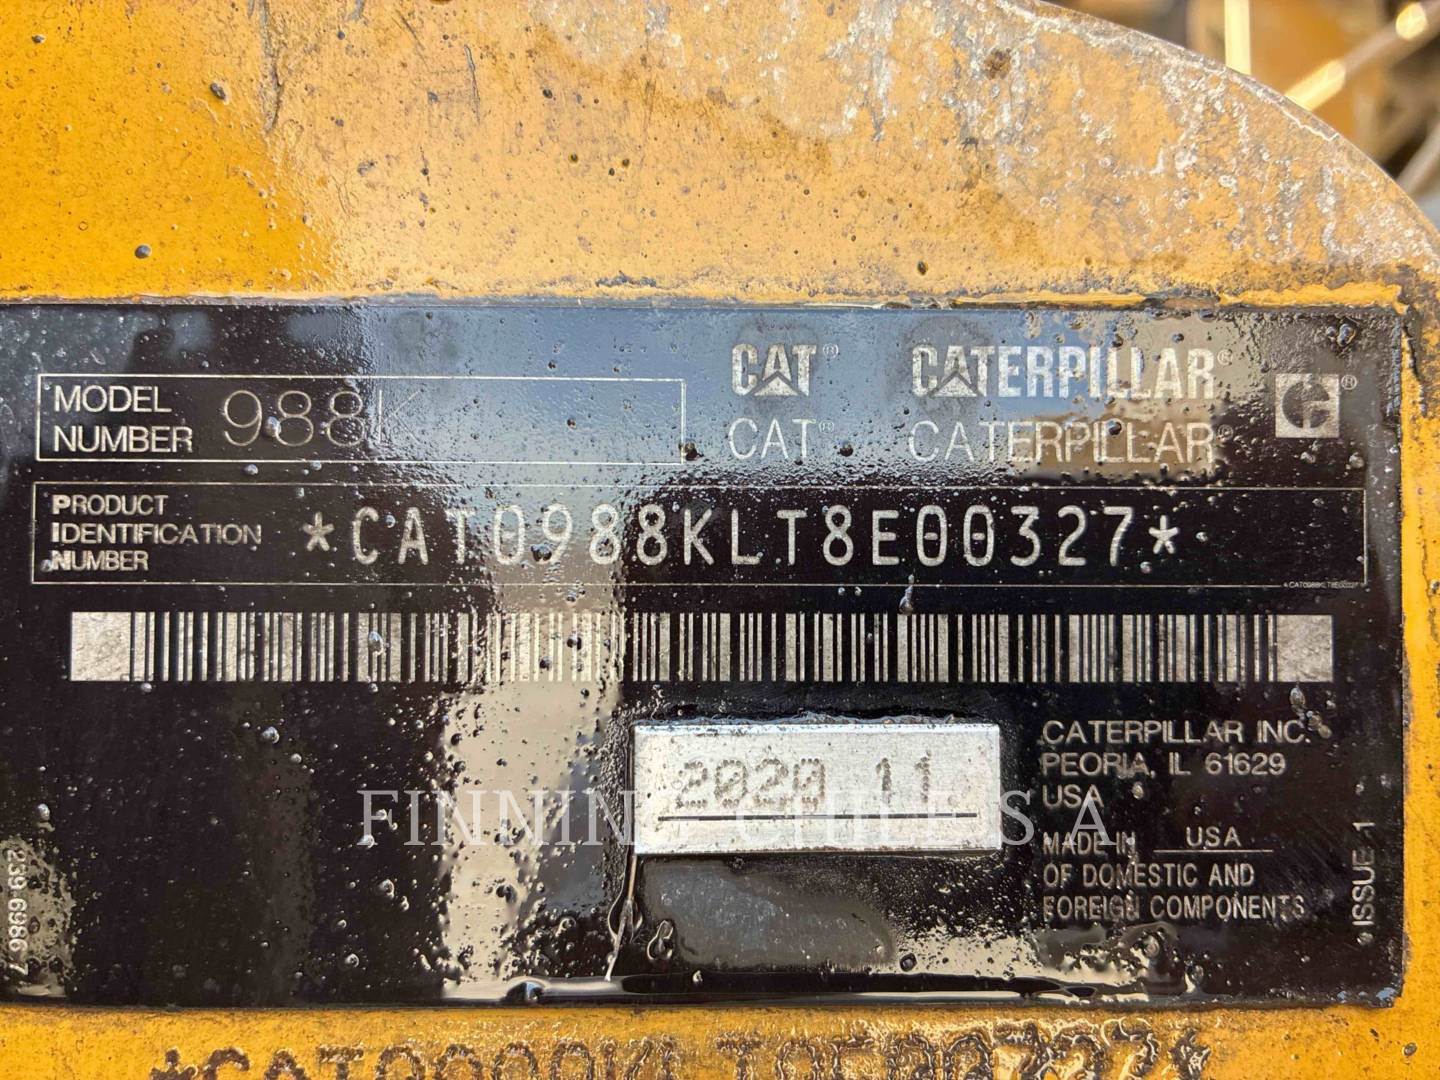 CAT® CATERPILLAR®
MODEL NUMBER 988K
CAT® CATERPILLAR®
PRODUCT IDENTIFICATION NUMBER *CAT0988KLT8E00327*
2020 11
CATERPILLAR INC.
PEORIA, IL 61629
USA
MADE IN USA
OF DOMESTIC AND
FOREIGN COMPONENTS
ISSUE 1
239-6986 7
FINNING CHILE S.A.